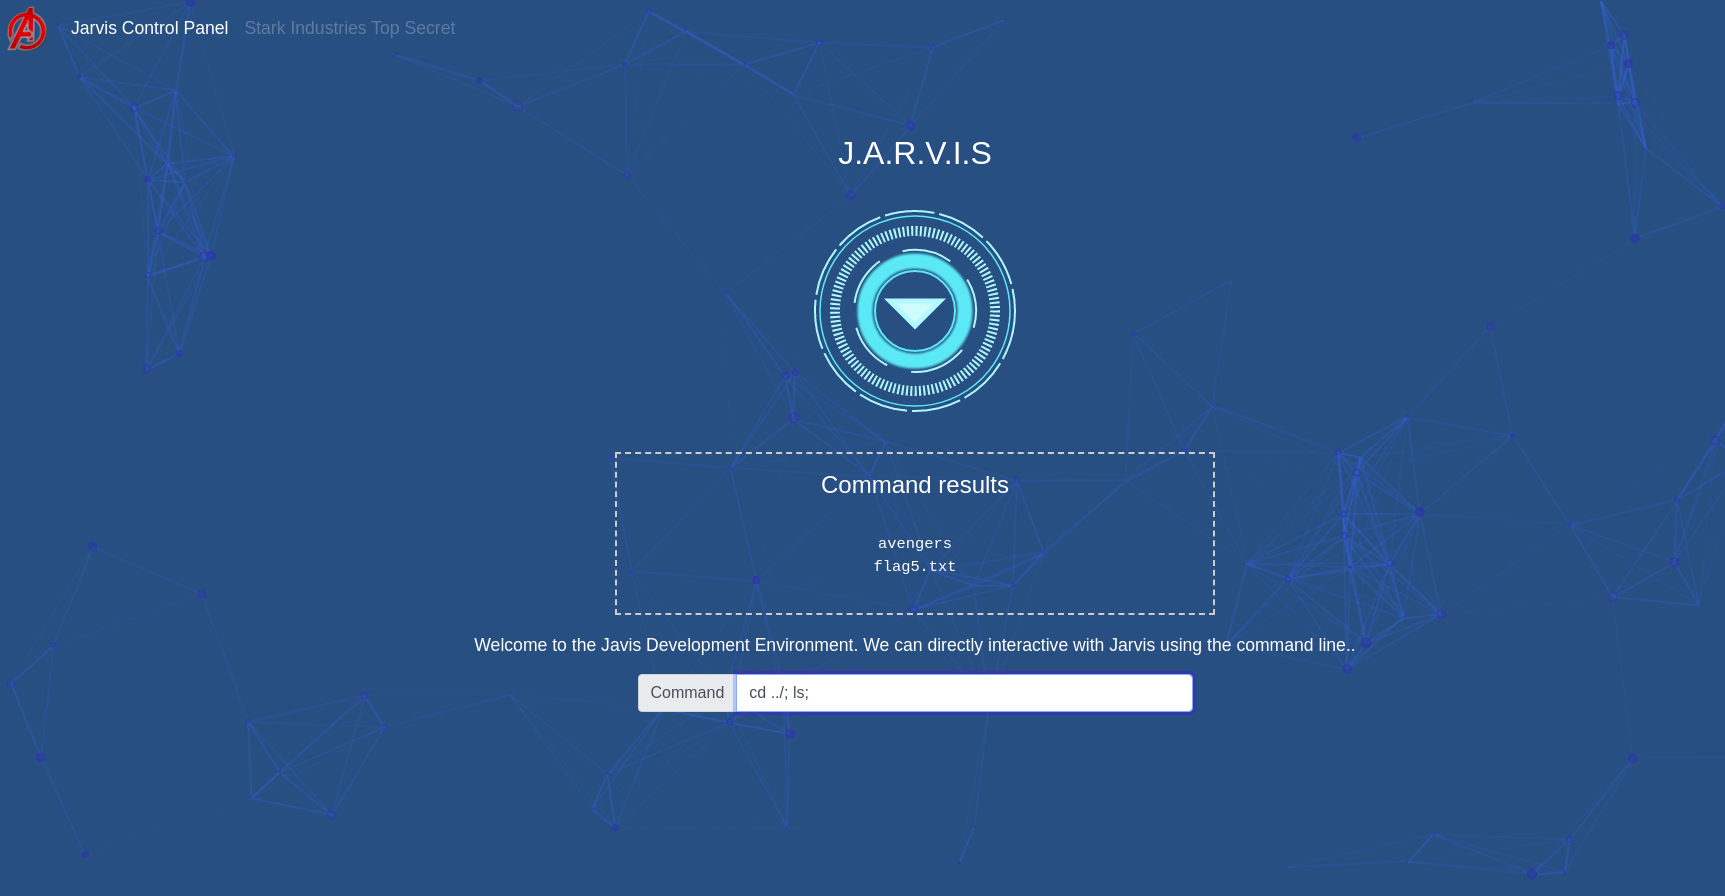 Jarvis Control Panel Stark Industries Top Secret
J.A.R.V.I.S
Command results
avengers
flag5.txt
Welcome to the Javis Development Environment. We can directly interactive with Jarvis using the command line..
Command cd ../; ls;